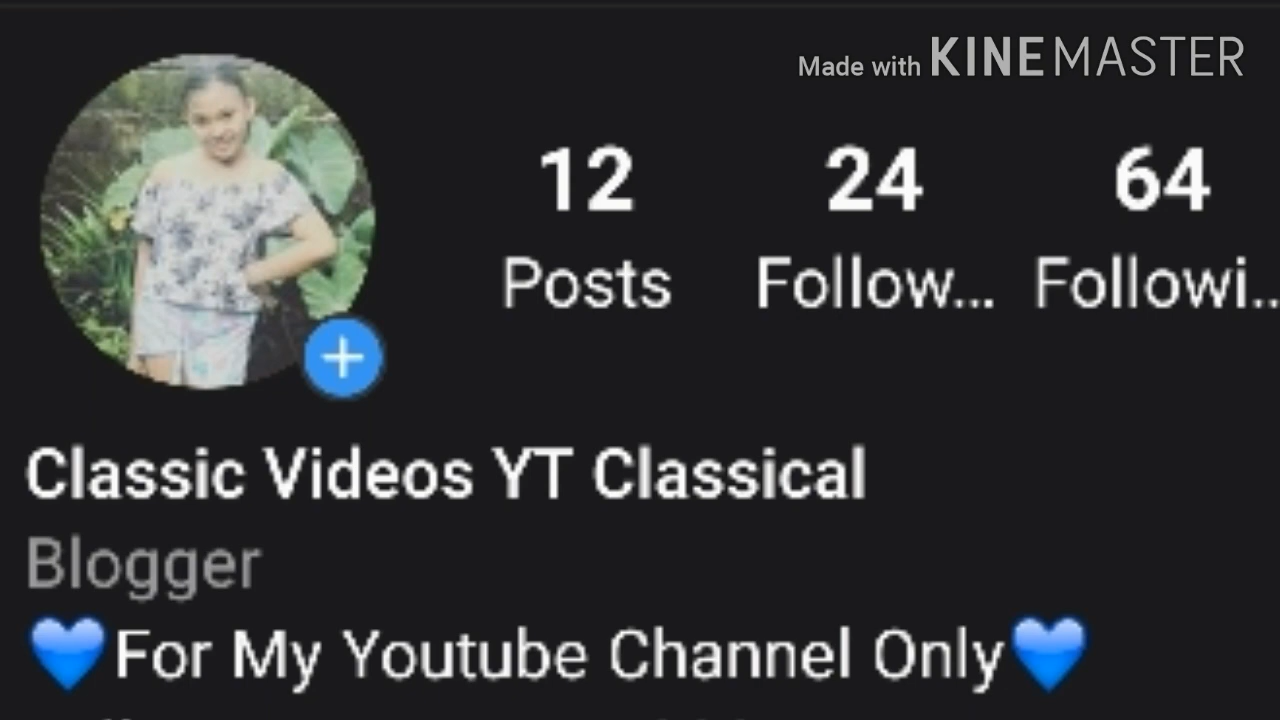 Made with KINEMASTER
12 24 64
Posts Follow... Followi..
Classic Videos YT Classical
Blogger
💙For My Youtube Channel Only💙